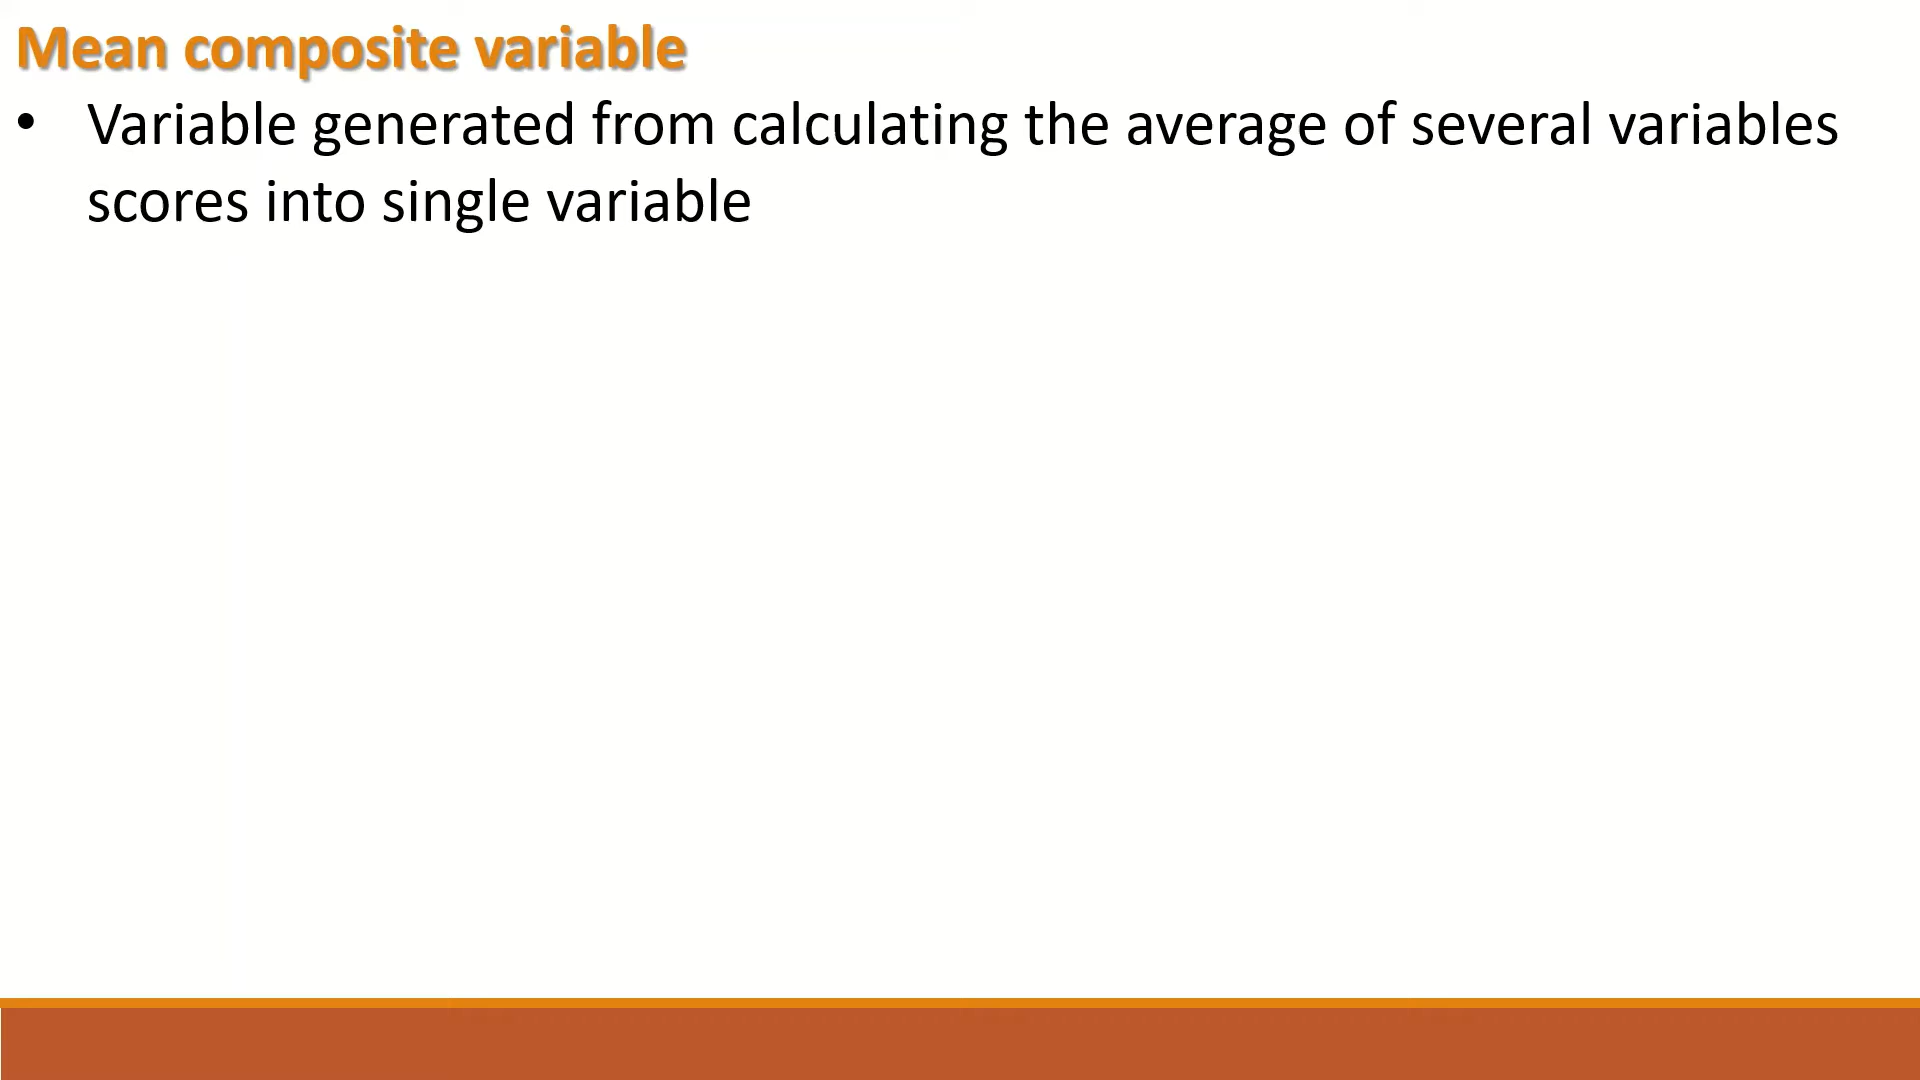 Mean composite variable
• Variable generated from calculating the average of several variables
scores into single variable